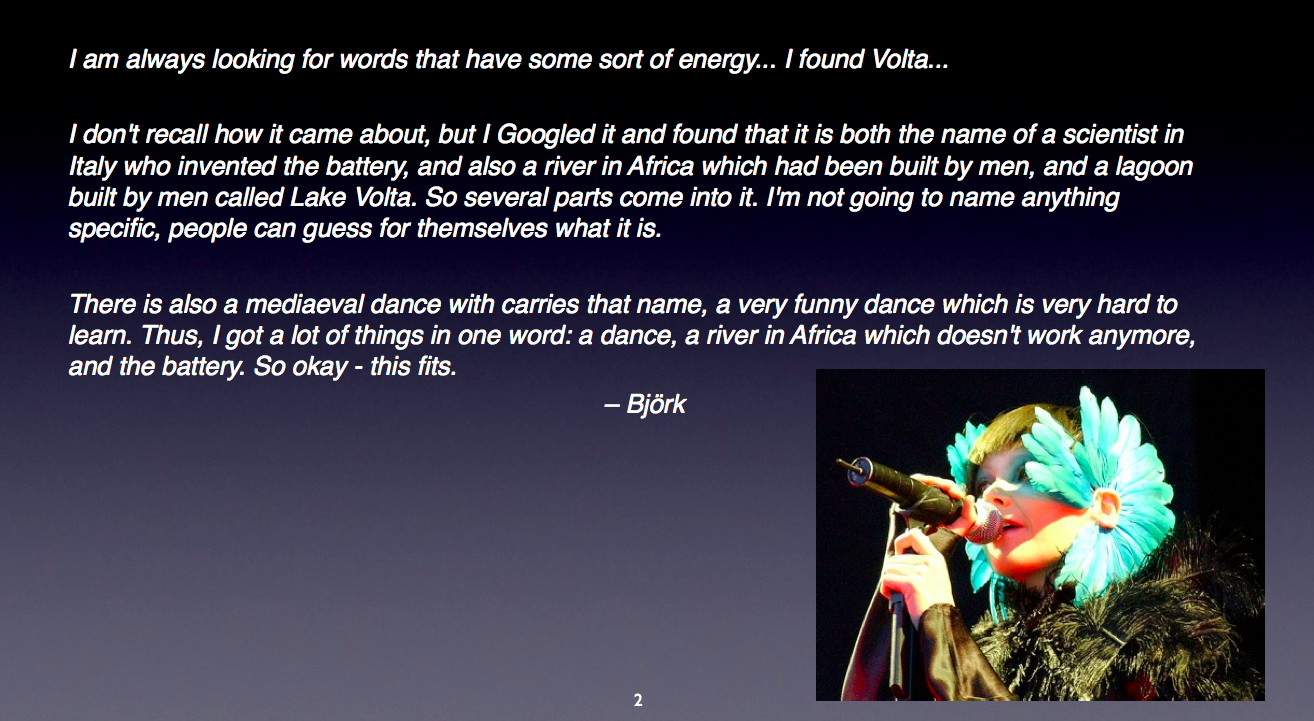 I am always looking for words that have some sort of energy... I found Volta...
I don't recall how it came about, but I Googled it and found that it is both the name of a scientist in
Italy who invented the battery, and also a river in Africa which had been built by men, and a lagoon
built by men called Lake Volta. So several parts come into it. I'm not going to name anything
specific, people can guess for themselves what it is.
There is also a mediaeval dance with carries that name, a very funny dance which is very hard to
learn. Thus, I got a lot of things in one word: a dance, a river in Africa which doesn't work anymore,
and the battery. So okay - this fits.
– Björk
2